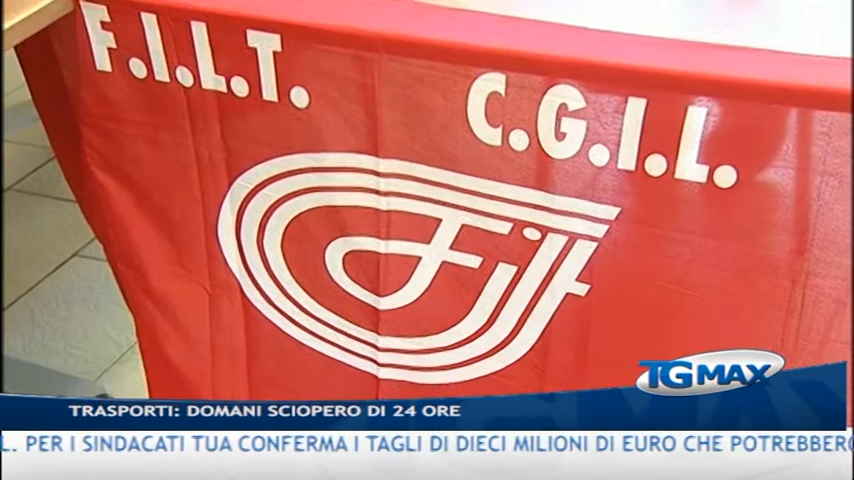 F.I.L.T. C.G.I.L.
Filt
TGMAX
TRASPORTI: DOMANI SCIOPERO DI 24 ORE
L. PER I SINDACATI TUA CONFERMA I TAGLI DI DIECI MILIONI DI EURO CHE POTREBBERO